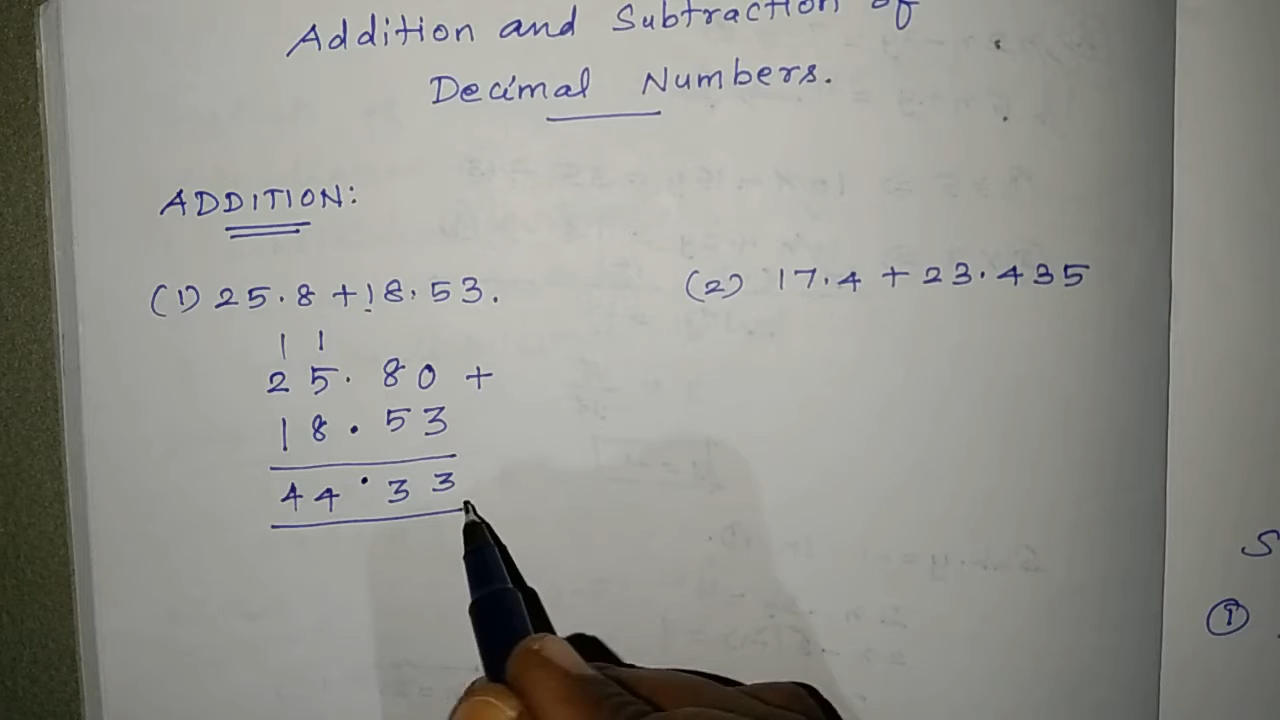 Addition and Subtraction of
Decimal Numbers.
ADDITION:
(1) 25.8 + 18.53.
1 1
25.80 +
18.53
44.33
(2) 17.4 + 23.435
S